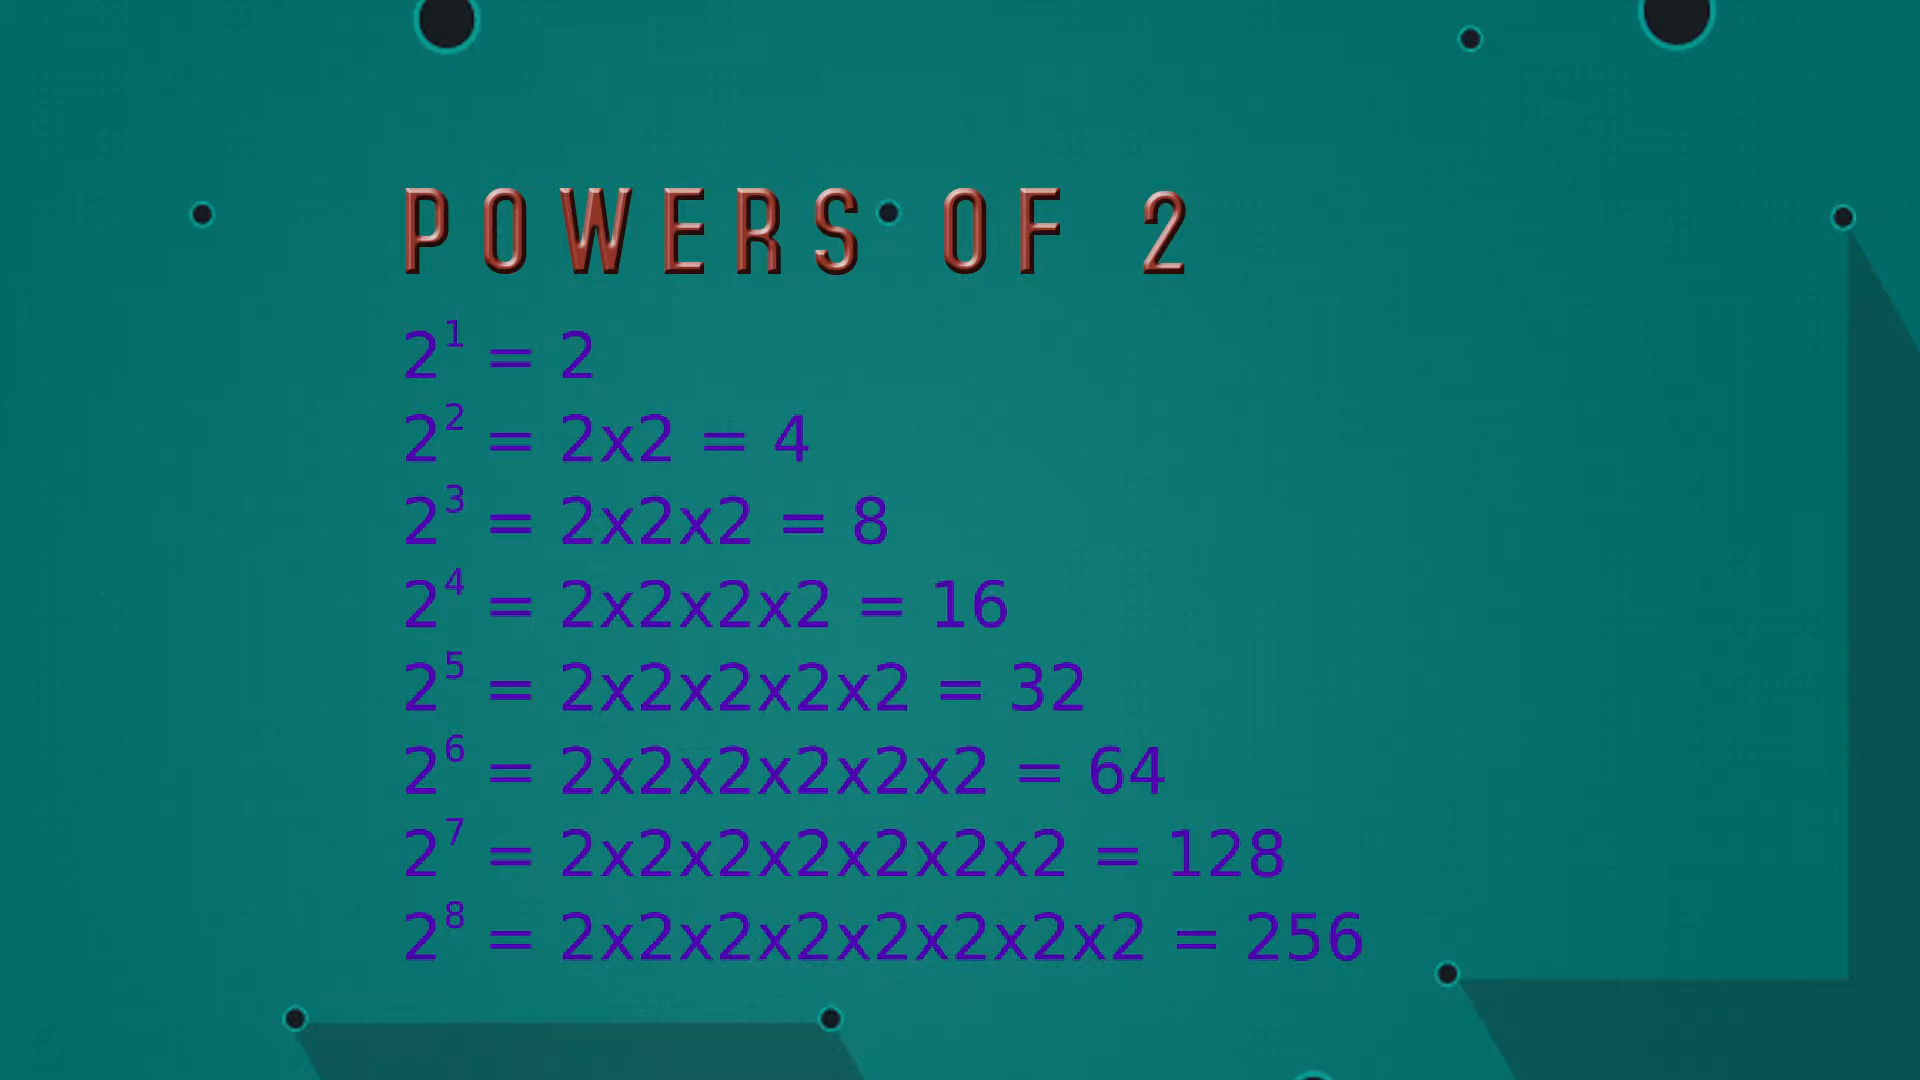 POWERS OF 2
2¹ = 2
2² = 2x2 = 4
2³ = 2x2x2 = 8
2⁴ = 2x2x2x2 = 16
2⁵ = 2x2x2x2x2 = 32
2⁶ = 2x2x2x2x2x2 = 64
2⁷ = 2x2x2x2x2x2x2 = 128
2⁸ = 2x2x2x2x2x2x2x2 = 256